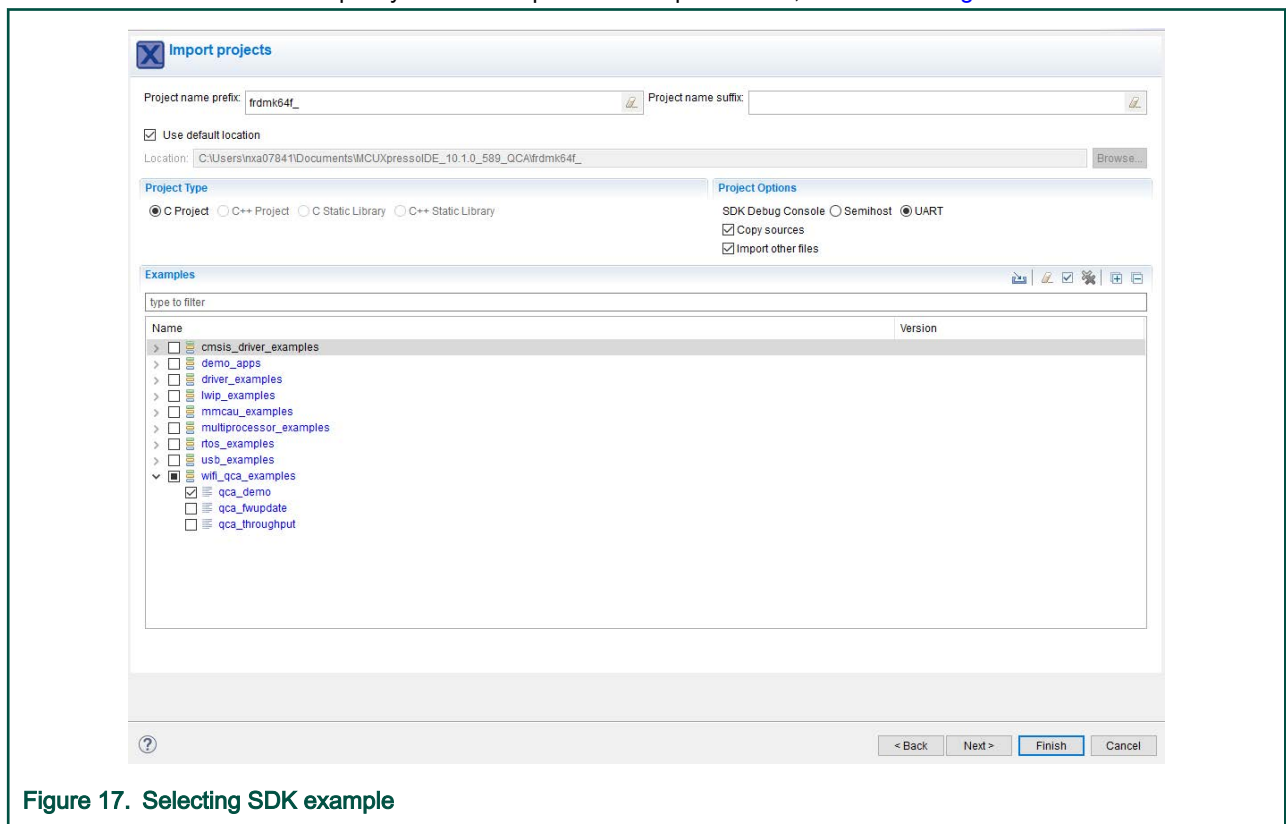 Import projects
Project name prefix: frdmk64f_ Project name suffix:
Use default location
Location: C:\Users\nxa07841\Documents\MCUXpressoIDE_10.1.0_589_QCA\frdmk64f_ Browse...
Project Type Project Options
C Project C++ Project C Static Library C++ Static Library SDK Debug Console Semihost UART
Copy sources
Import other files
Examples
type to filter
Name Version
cmsis_driver_examples
demo_apps
driver_examples
lwip_examples
mmcau_examples
multiprocessor_examples
rtos_examples
usb_examples
wifi_qca_examples
qca_demo
qca_fwupdate
qca_throughput
< Back Next > Finish Cancel
Figure 17. Selecting SDK example